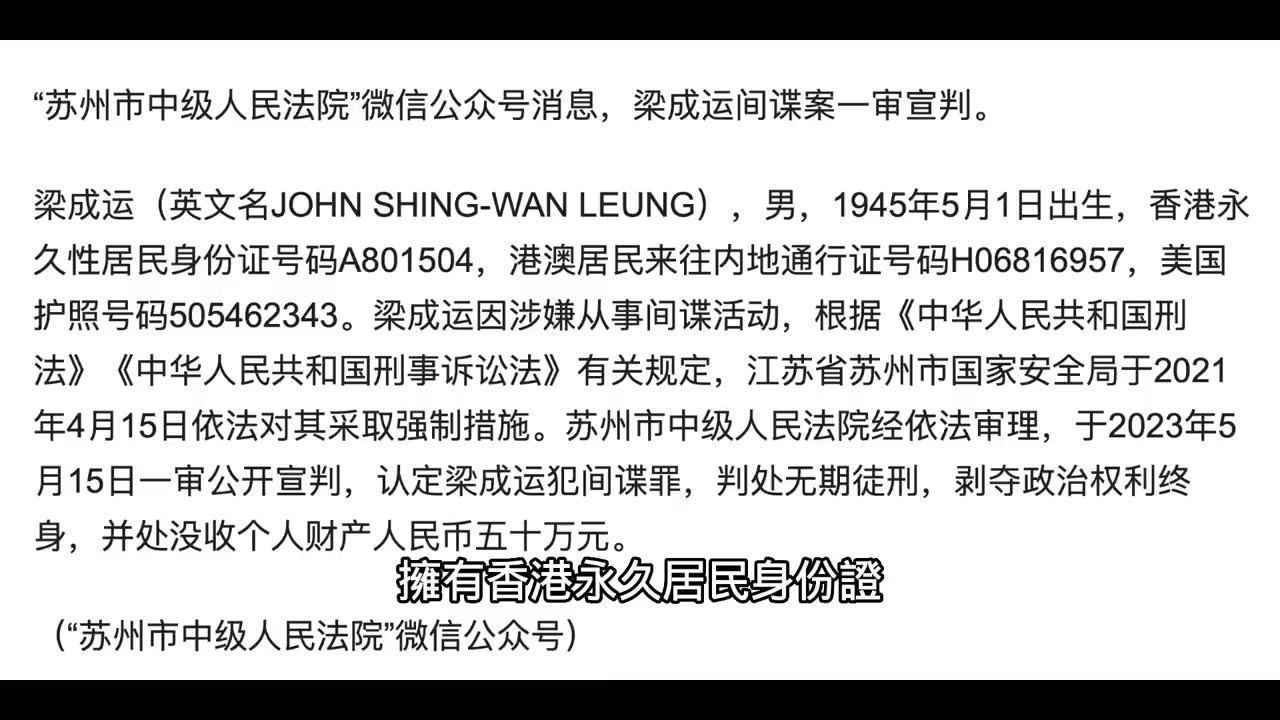 “苏州市中级人民法院”微信公众号消息，梁成运间谍案一审宣判。
梁成运（英文名JOHN SHING-WAN LEUNG），男，1945年5月1日出生，香港永
久性居民身份证号码A801504，港澳居民来往内地通行证号码H06816957，美国
护照号码505462343。梁成运因涉嫌从事间谍活动，根据《中华人民共和国刑
法》《中华人民共和国刑事诉讼法》有关规定，江苏省苏州市国家安全局于2021
年4月15日依法对其采取强制措施。苏州市中级人民法院经依法审理，于2023年5
月15日一审公开宣判，认定梁成运犯间谍罪，判处无期徒刑，剥夺政治权利终
身，并处没收个人财产人民币五十万元。
擁有香港永久居民身份證
（“苏州市中级人民法院”微信公众号）